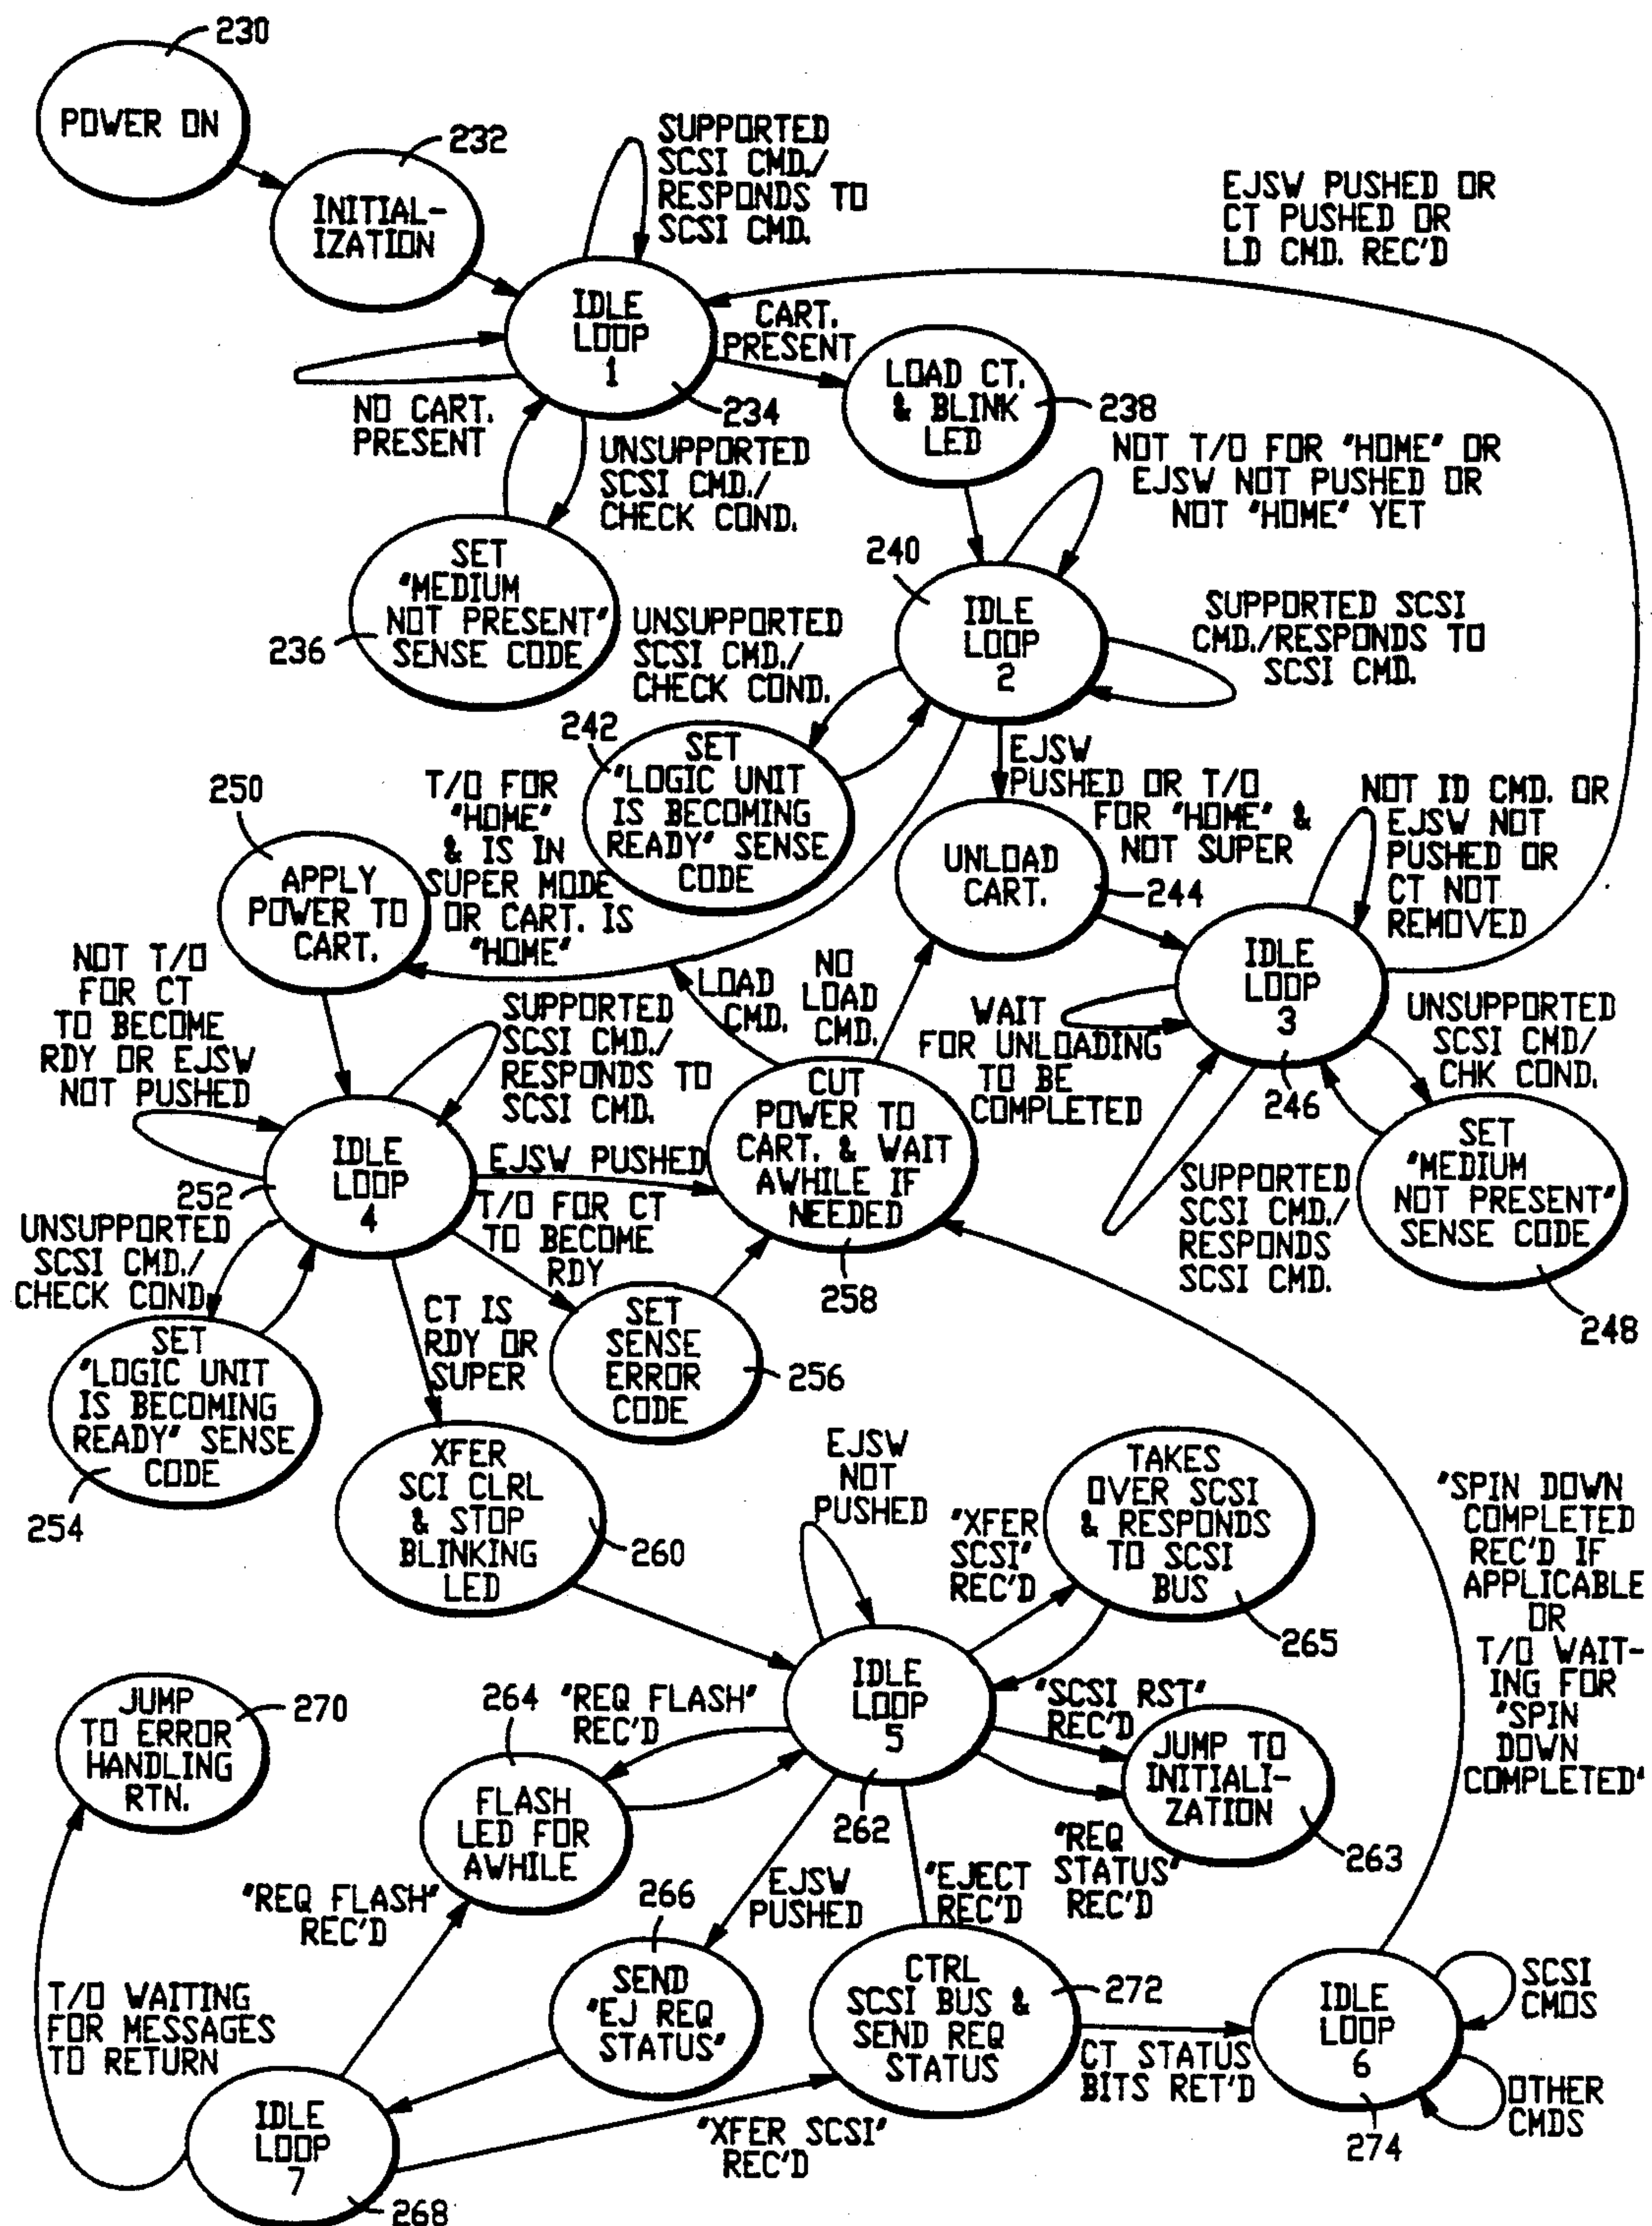 230
POWER ON
232
INITIAL-
IZATION
SUPPORTED
SCSI CMD./
RESPONDS TO
SCSI CMD.
EJSW PUSHED OR
CT PUSHED OR
LD CMD. REC'D
IDLE
LOOP
1
234
CART.
PRESENT
NO CART.
PRESENT
LOAD CT.
& BLINK
LED
238
UNSUPPORTED
SCSI CMD./
CHECK COND.
NOT T/O FOR "HOME" OR
EJSW NOT PUSHED OR
NOT "HOME" YET
SET
"MEDIUM
NOT PRESENT"
SENSE CODE
236
240
IDLE
LOOP
2
SUPPORTED SCSI
CMD./RESPONDS TO
SCSI CMD.
UNSUPPORTED
SCSI CMD./
CHECK COND.
242
SET
"LOGIC UNIT
IS BECOMING
READY" SENSE
CODE
EJSW
PUSHED OR T/O
FOR "HOME" &
NOT SUPER
T/O FOR
"HOME"
& IS IN
SUPER MODE
OR CART. IS
"HOME"
250
APPLY
POWER TO
CART.
UNLOAD
CART.
244
NOT ID CMD. OR
EJSW NOT
PUSHED OR
CT NOT
REMOVED
IDLE
LOOP
3
246
NOT T/O
FOR CT
TO BECOME
RDY OR EJSW
NOT PUSHED
SUPPORTED
SCSI CMD./
RESPONDS TO
SCSI CMD.
LOAD
CMD.
NO
LOAD
CMD.
WAIT
FOR UNLOADING
TO BE
COMPLETED
UNSUPPORTED
SCSI CMD/
CHK COND.
SET
"MEDIUM
NOT PRESENT"
SENSE CODE
248
SUPPORTED
SCSI CMD./
RESPONDS
SCSI CMD.
IDLE
LOOP
4
252
EJSW PUSHED
CUT
POWER TO
CART. & WAIT
AWHILE IF
NEEDED
258
T/O FOR CT
TO BECOME
RDY
UNSUPPORTED
SCSI CMD./
CHECK COND.
SET
"LOGIC UNIT
IS BECOMING
READY" SENSE
CODE
254
CT IS
RDY OR
SUPER
SET
SENSE
ERROR
CODE
256
XFER
SCI CLRL
& STOP
BLINKING
LED
260
EJSW
NOT
PUSHED
"XFER
SCSI"
REC'D
TAKES
OVER SCSI
& RESPONDS
TO SCSI
BUS
265
"SPIN DOWN
COMPLETED
REC'D IF
APPLICABLE
OR
T/O WAIT-
ING FOR
"SPIN
DOWN
COMPLETED"
JUMP
TO ERROR
HANDLING
RTN.
270
264
"REQ FLASH"
REC'D
IDLE
LOOP
5
262
"SCSI RST"
REC'D
JUMP TO
INITIALI-
ZATION
263
FLASH
LED FOR
AWHILE
"REQ
STATUS"
REC'D
"EJECT
REC'D
EJSW
PUSHED
"REQ FLASH"
REC'D
266
SEND
"EJ REQ
STATUS"
CTRL
SCSI BUS &
SEND REQ
STATUS
272
CT STATUS
BITS RET'D
IDLE
LOOP
6
274
SCSI
CMDS
OTHER
CMDS
T/O WAITING
FOR MESSAGES
TO RETURN
IDLE
LOOP
7
268
"XFER SCSI"
REC'D